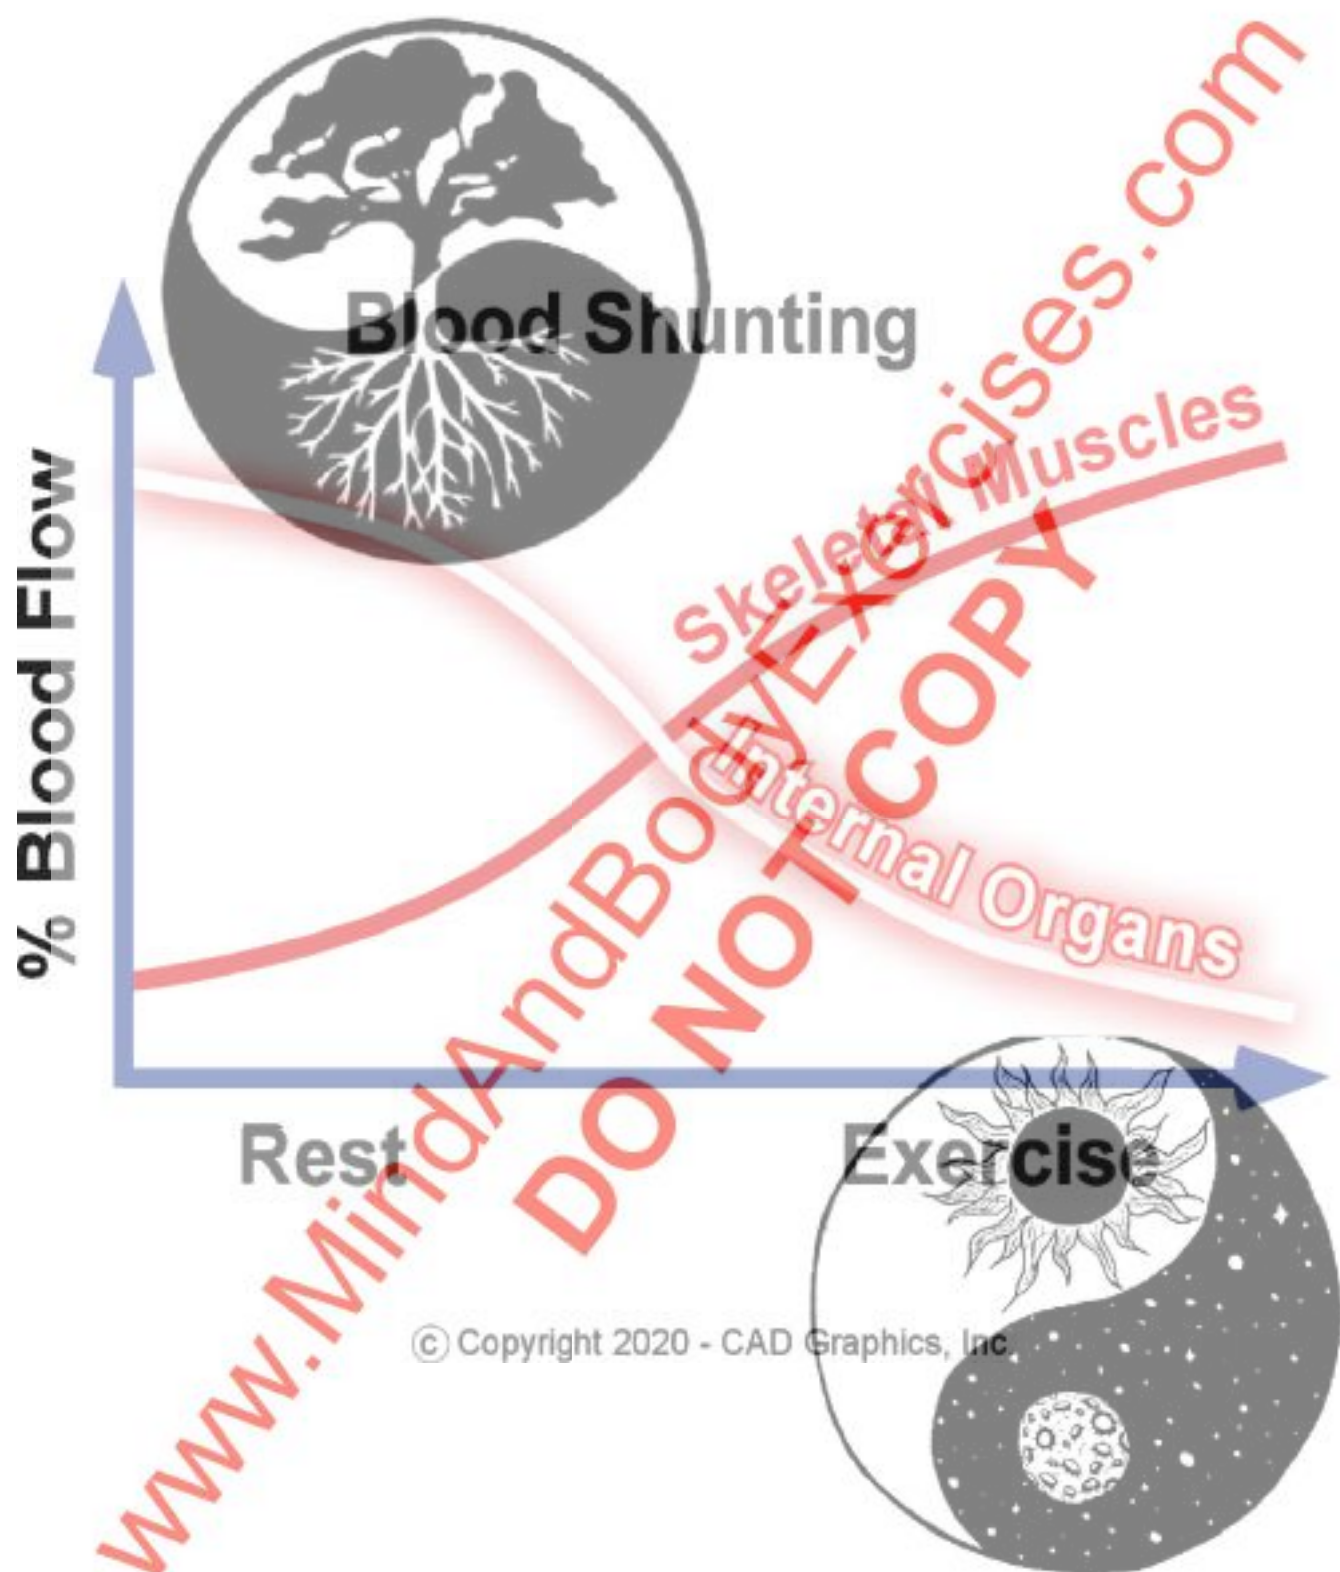 Blood Shunting
% Blood Flow
Skeletal Muscles
Internal Organs
Rest
Exercise
www.MindAndBodyExercises.com
DO NOT COPY
© Copyright 2020 - CAD Graphics, Inc.